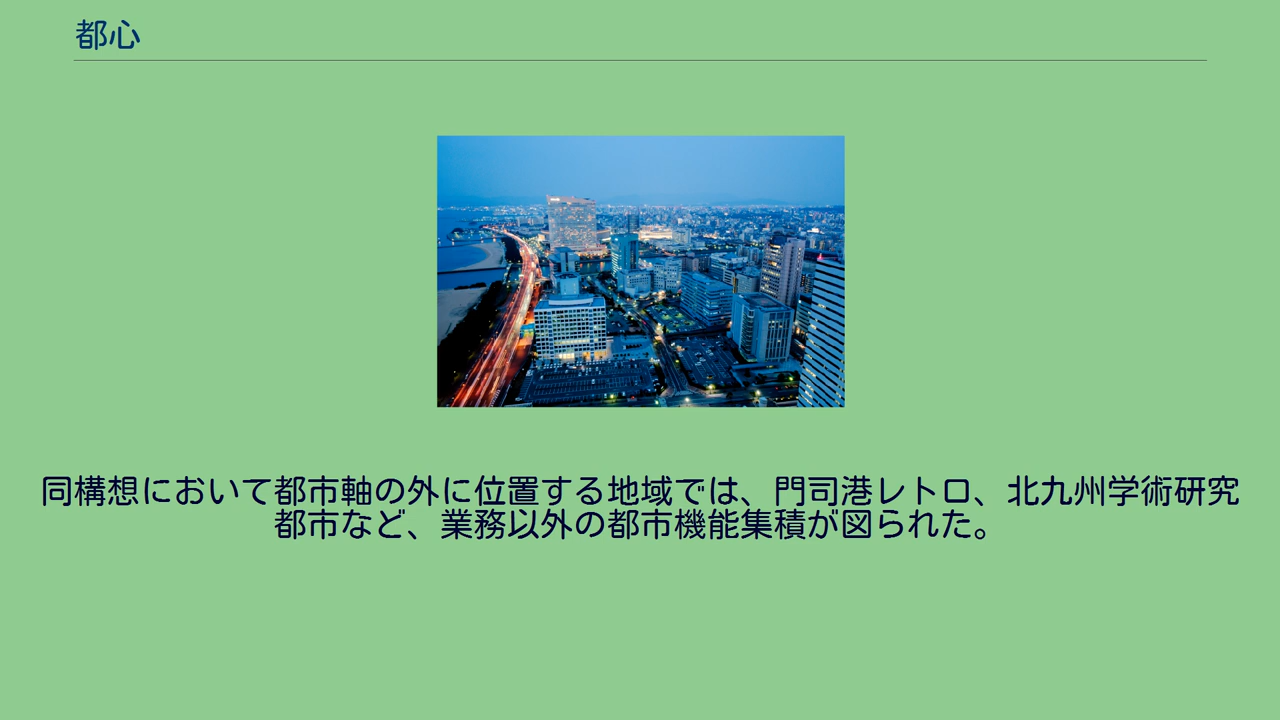 都心
同構想において都市軸の外に位置する地域では、門司港レトロ、北九州学術研究
都市など、業務以外の都市機能集積が図られた。